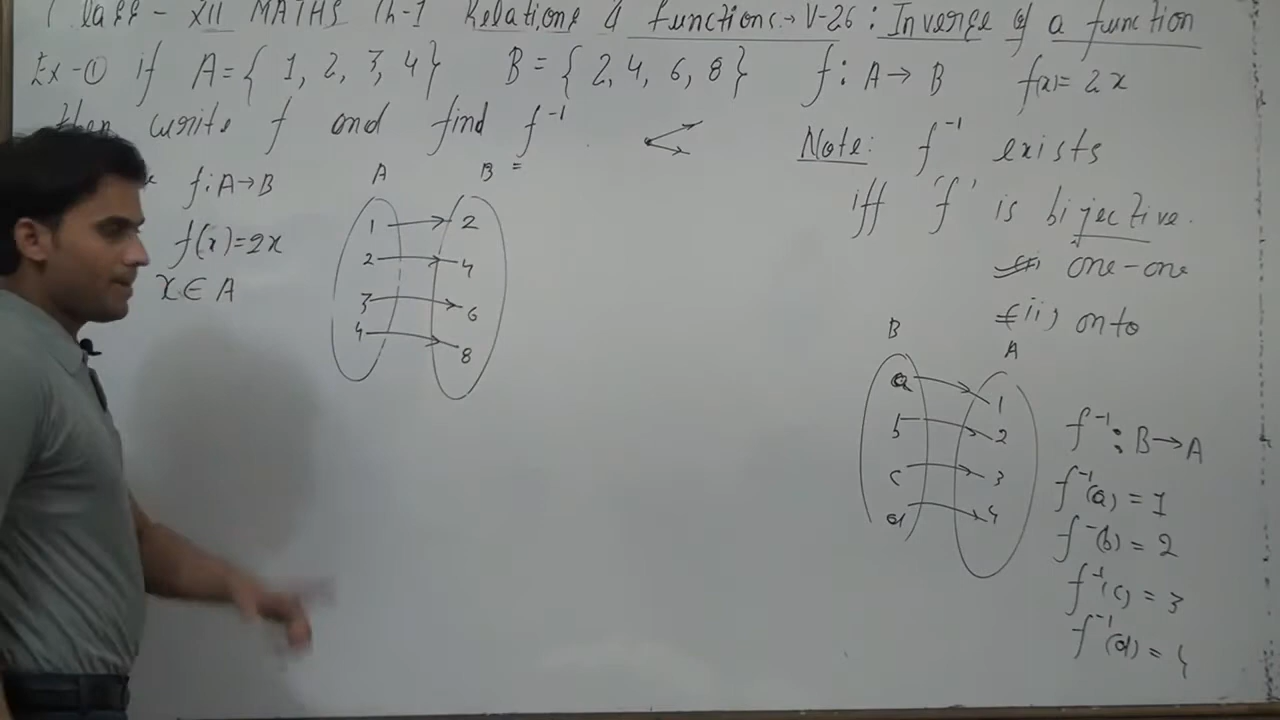 Class - XII MATHS Ch-1 Relations & functions → V-26 : Inverse of a function
Ex-① if A = { 1, 2, 3, 4 } B = { 2, 4, 6, 8 } f : A → B f(x) = 2x
then write f and find f⁻¹
Note: f⁻¹ exists
iff 'f' is bijective.
(i) one-one
(ii) onto
f: A → B
f(x) = 2x
x ∈ A
A B =
1 2
2 4
3 6
4 8
B A
a 1
b 2
c 3
d 4
f⁻¹ : B → A
f⁻¹(a) = 1
f⁻(b) = 2
f⁻¹(c) = 3
f⁻¹(d) = 4